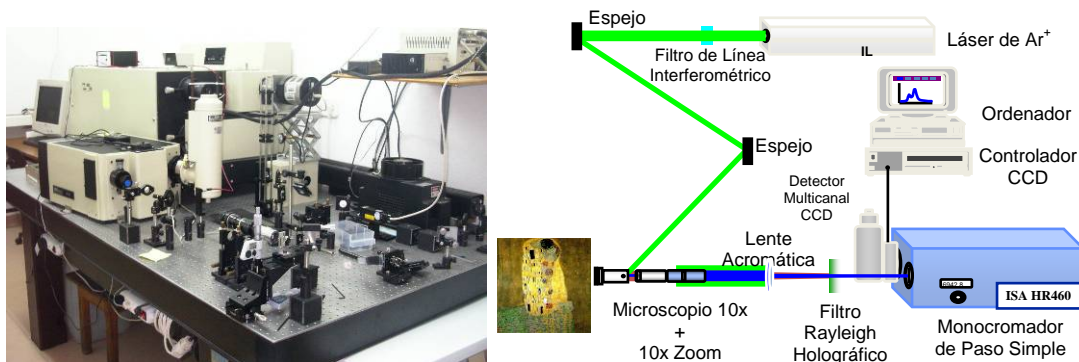 Espejo
Filtro de Línea
Interferométrico
IL
Láser de Ar+
Ordenador
Espejo
Controlador
CCD
Detector
Multicanal
CCD
Lente
Acromática
ISA HR460
Microscopio 10x
+
10x Zoom
Filtro
Rayleigh
Holográfico
Monocromador
de Paso Simple